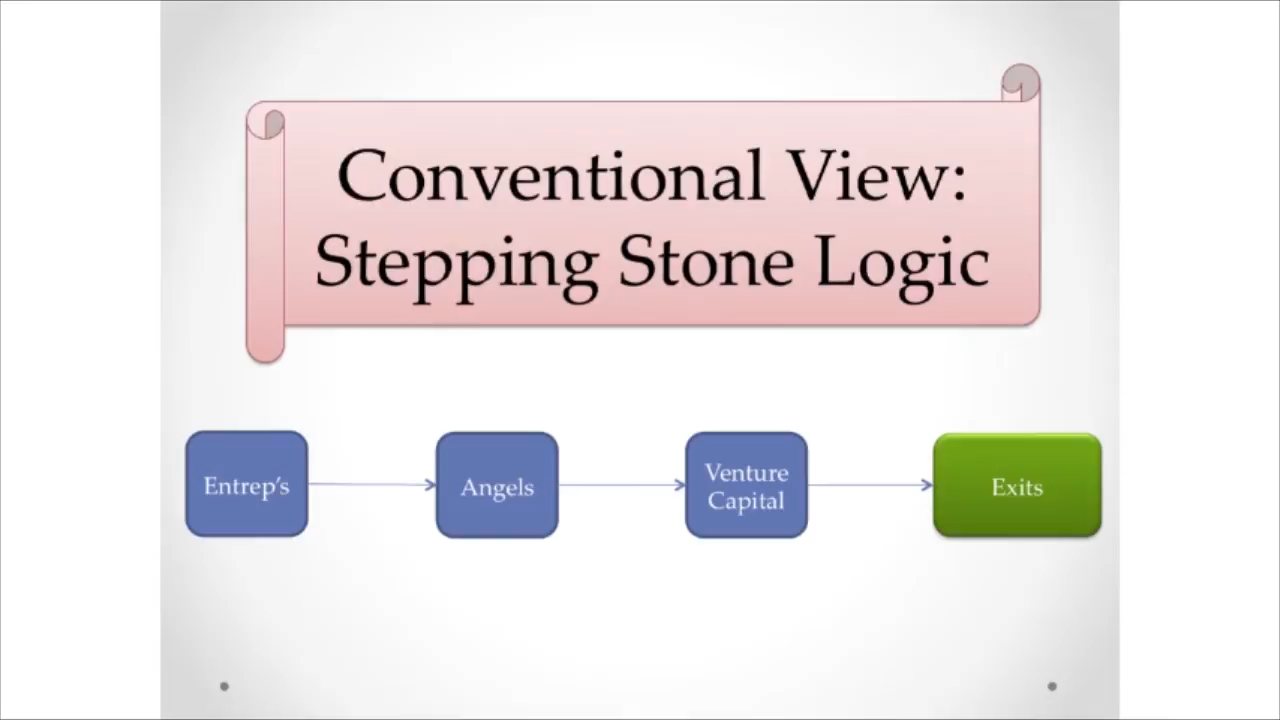 Conventional View:
Stepping Stone Logic
Entrep's
Angels
Venture
Capital
Exits